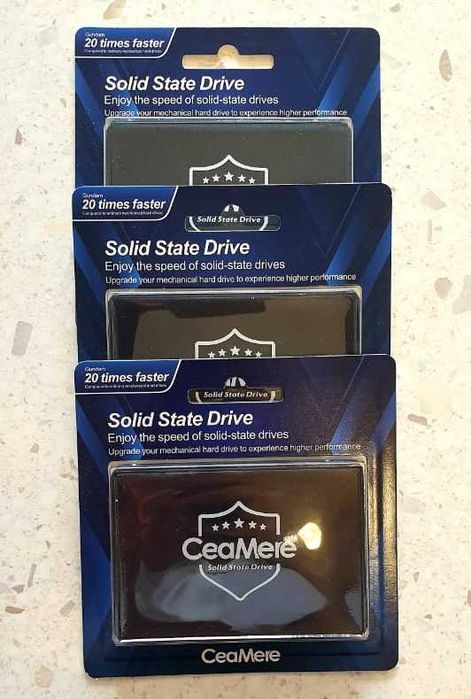 Gundam
20 times faster
Solid State Drive
Enjoy the speed of solid-state drives
Upgrade your mechanical hard drive to experience higher performance
Gundam
20 times faster
Solid State Drive
Solid State Drive
Enjoy the speed of solid-state drives
Upgrade your mechanical hard drive to experience higher performance
Gundam
20 times faster
Solid State Drive
Solid State Drive
Enjoy the speed of solid-state drives
Upgrade your mechanical hard drive to experience higher performance
CeaMere
Solid State Drive
CeaMere